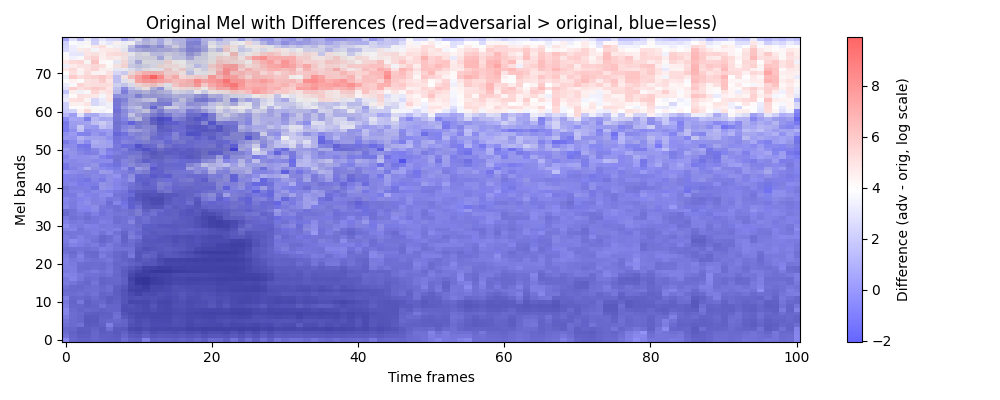 Original Mel with Differences (red=adversarial > original, blue=less)
Mel bands
70
60
50
40
30
20
10
0
0 20 40 60 80 100
Time frames
8
6
4
2
0
−2
Difference (adv - orig, log scale)